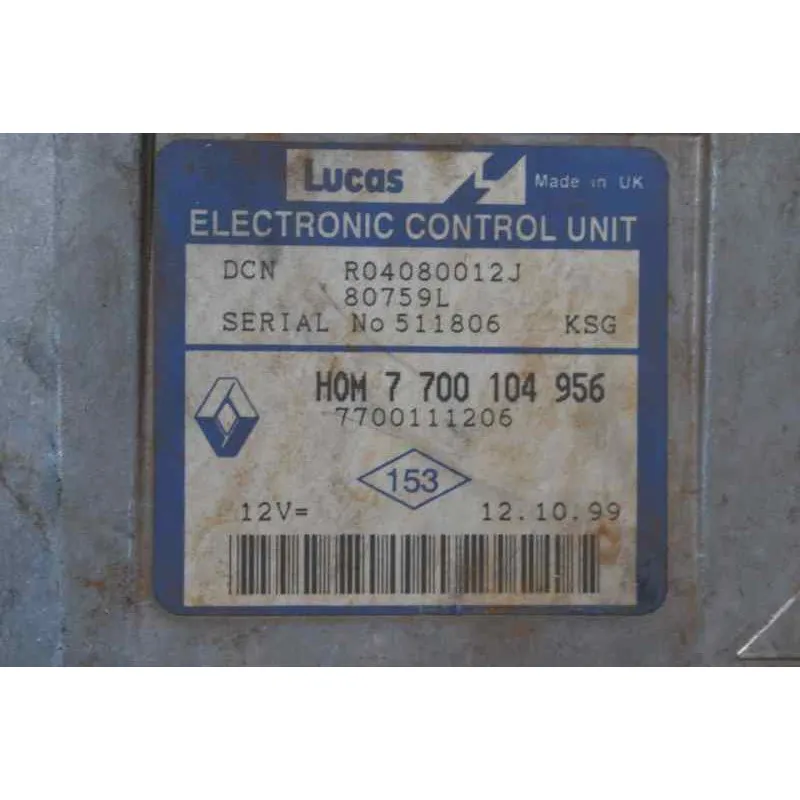 Lucas Made in UK
ELECTRONIC CONTROL UNIT
DCN R04080012J
80759L
SERIAL No 511806 KSG
HOM 7 700 104 956
7700111206
153
12V= 12.10.99